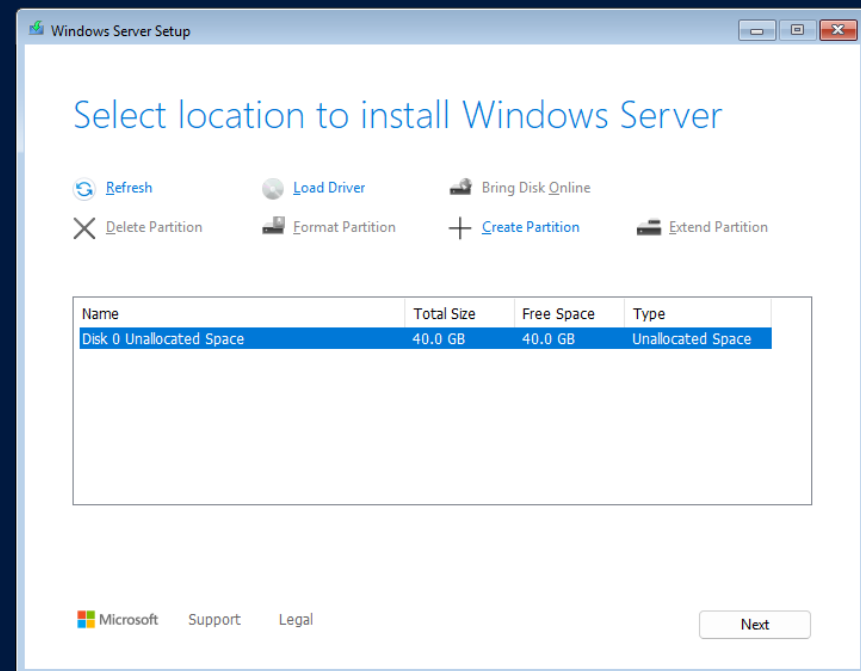 Windows Server Setup
Select location to install Windows Server
Refresh Load Driver Bring Disk Online
Delete Partition Format Partition Create Partition Extend Partition
Name Total Size Free Space Type
Disk 0 Unallocated Space 40.0 GB 40.0 GB Unallocated Space
Microsoft Support Legal Next